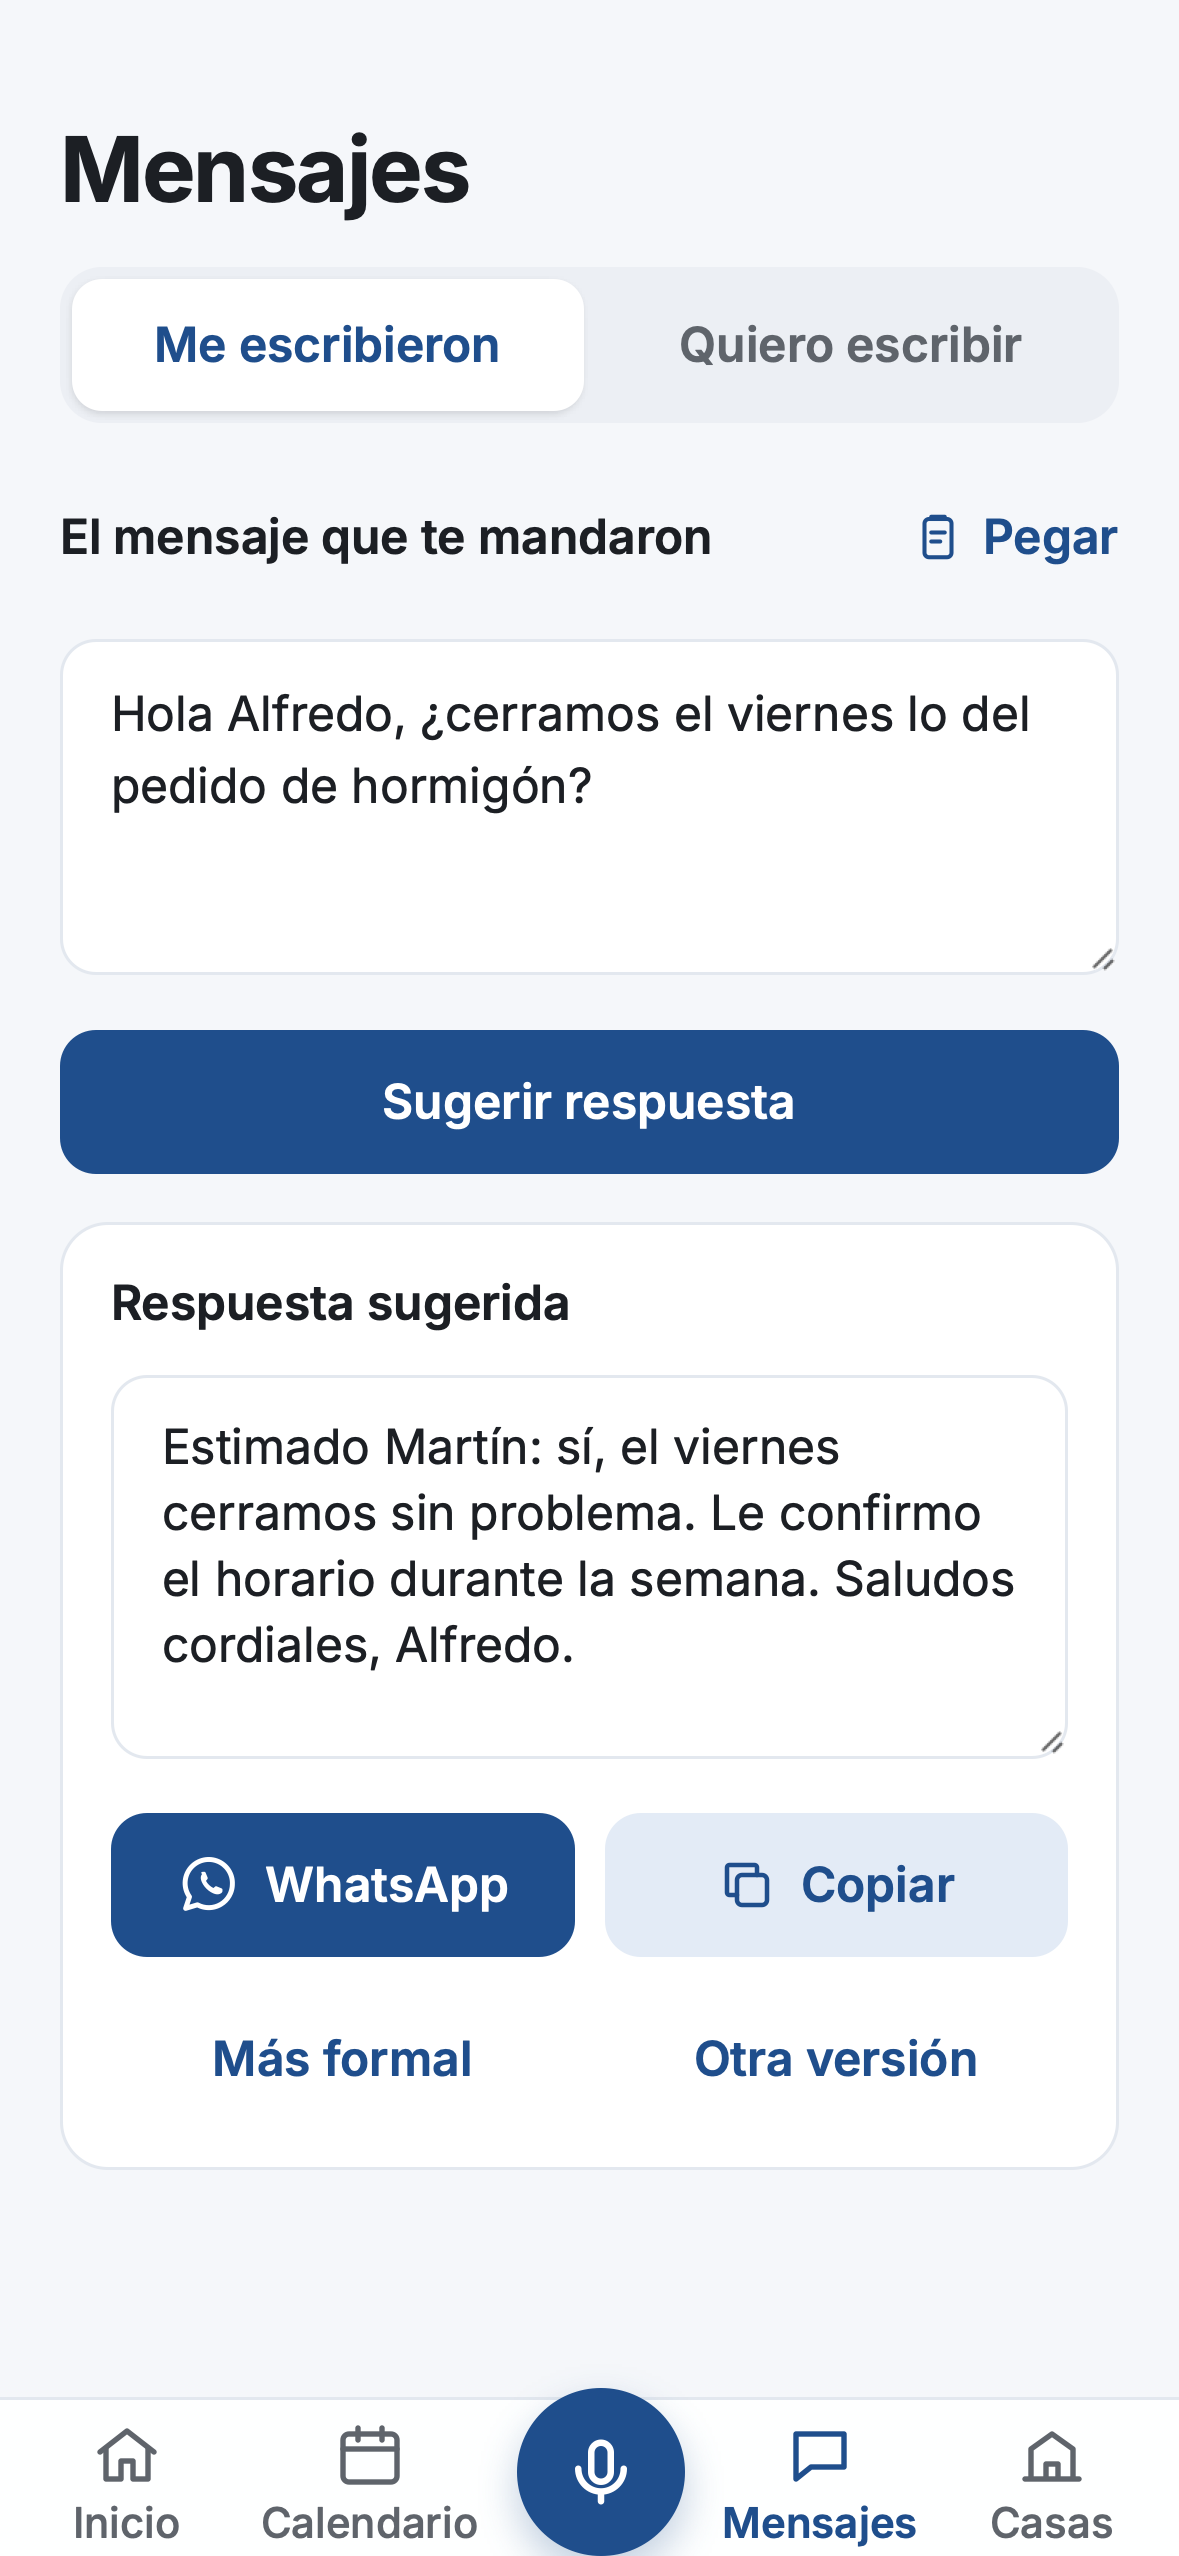 Mensajes
Me escribieron
Quiero escribir
El mensaje que te mandaron
Pegar
Hola Alfredo, ¿cerramos el viernes lo del
pedido de hormigón?
Sugerir respuesta
Respuesta sugerida
Estimado Martín: sí, el viernes
cerramos sin problema. Le confirmo
el horario durante la semana. Saludos
cordiales, Alfredo.
WhatsApp
Copiar
Más formal
Otra versión
Inicio
Calendario
Mensajes
Casas